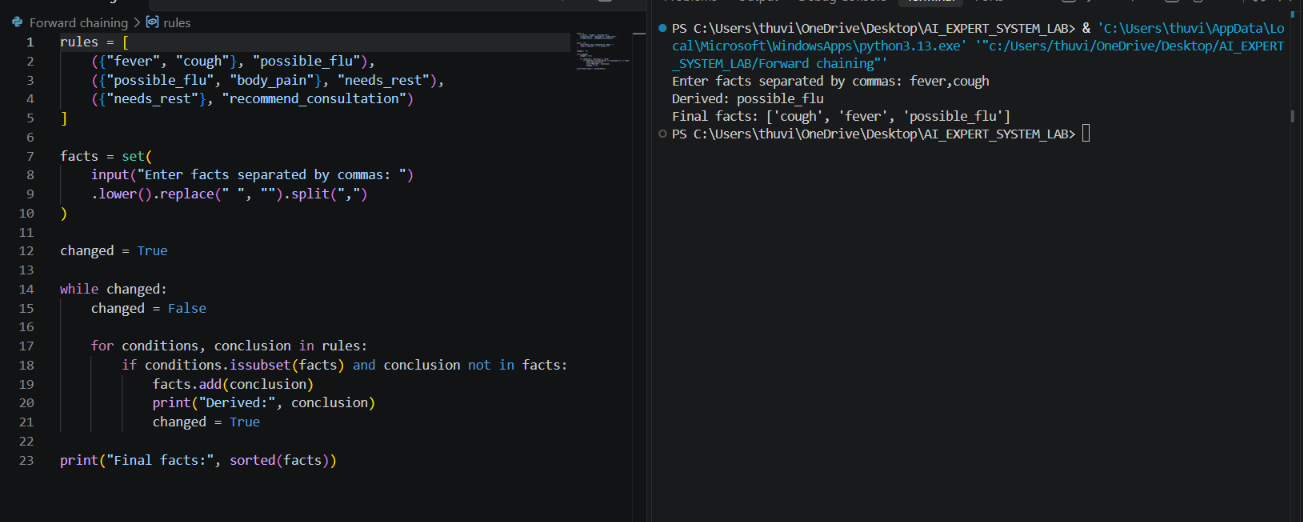 Forward chaining > rules
1 rules = [
2     ({"fever", "cough"}, "possible_flu"),
3     ({"possible_flu", "body_pain"}, "needs_rest"),
4     ({"needs_rest"}, "recommend_consultation")
5 ]
6
7 facts = set(
8     input("Enter facts separated by commas: ")
9     .lower().replace(" ", "").split(",")
10 )
11
12 changed = True
13
14 while changed:
15     changed = False
16
17     for conditions, conclusion in rules:
18         if conditions.issubset(facts) and conclusion not in facts:
19             facts.add(conclusion)
20             print("Derived:", conclusion)
21             changed = True
22
23 print("Final facts:", sorted(facts))
PS C:\Users\thuvi\OneDrive\Desktop\AI_EXPERT_SYSTEM_LAB> & 'C:\Users\thuvi\AppData\Lo
cal\Microsoft\WindowsApps\python3.13.exe' '"c:/Users/thuvi/OneDrive/Desktop/AI_EXPERT
_SYSTEM_LAB/Forward chaining"'
Enter facts separated by commas: fever,cough
Derived: possible_flu
Final facts: ['cough', 'fever', 'possible_flu']
PS C:\Users\thuvi\OneDrive\Desktop\AI_EXPERT_SYSTEM_LAB>